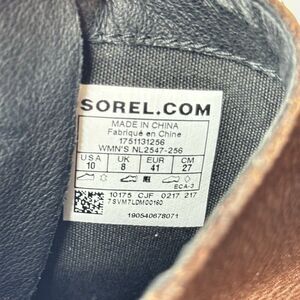 SOREL.COM
MADE IN CHINA
Fabriqué en Chine
1751131256
WMN'S NL2547-256
USA UK EUR CM
10 8 41 27
ECA-3
10175 CJF 0217 217
7SVM7LDM00160
190540678071